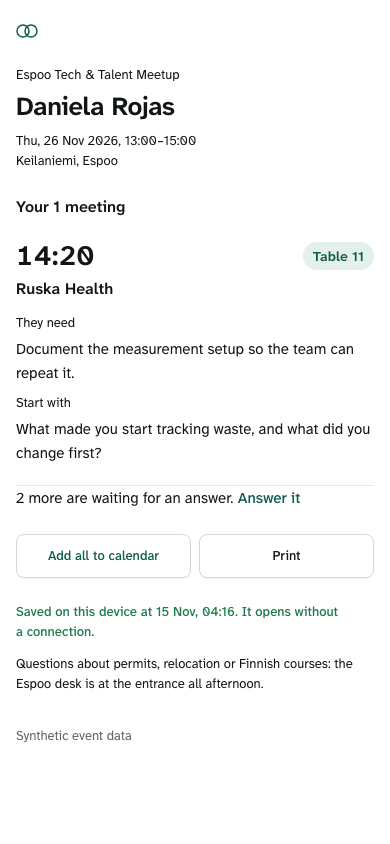 Espoo Tech & Talent Meetup
Daniela Rojas
Thu, 26 Nov 2026, 13:00–15:00
Keilaniemi, Espoo
Your 1 meeting
14:20
Table 11
Ruska Health
They need
Document the measurement setup so the team can
repeat it.
Start with
What made you start tracking waste, and what did you
change first?
2 more are waiting for an answer. Answer it
Add all to calendar
Print
Saved on this device at 15 Nov, 04:16. It opens without
a connection.
Questions about permits, relocation or Finnish courses: the
Espoo desk is at the entrance all afternoon.
Synthetic event data